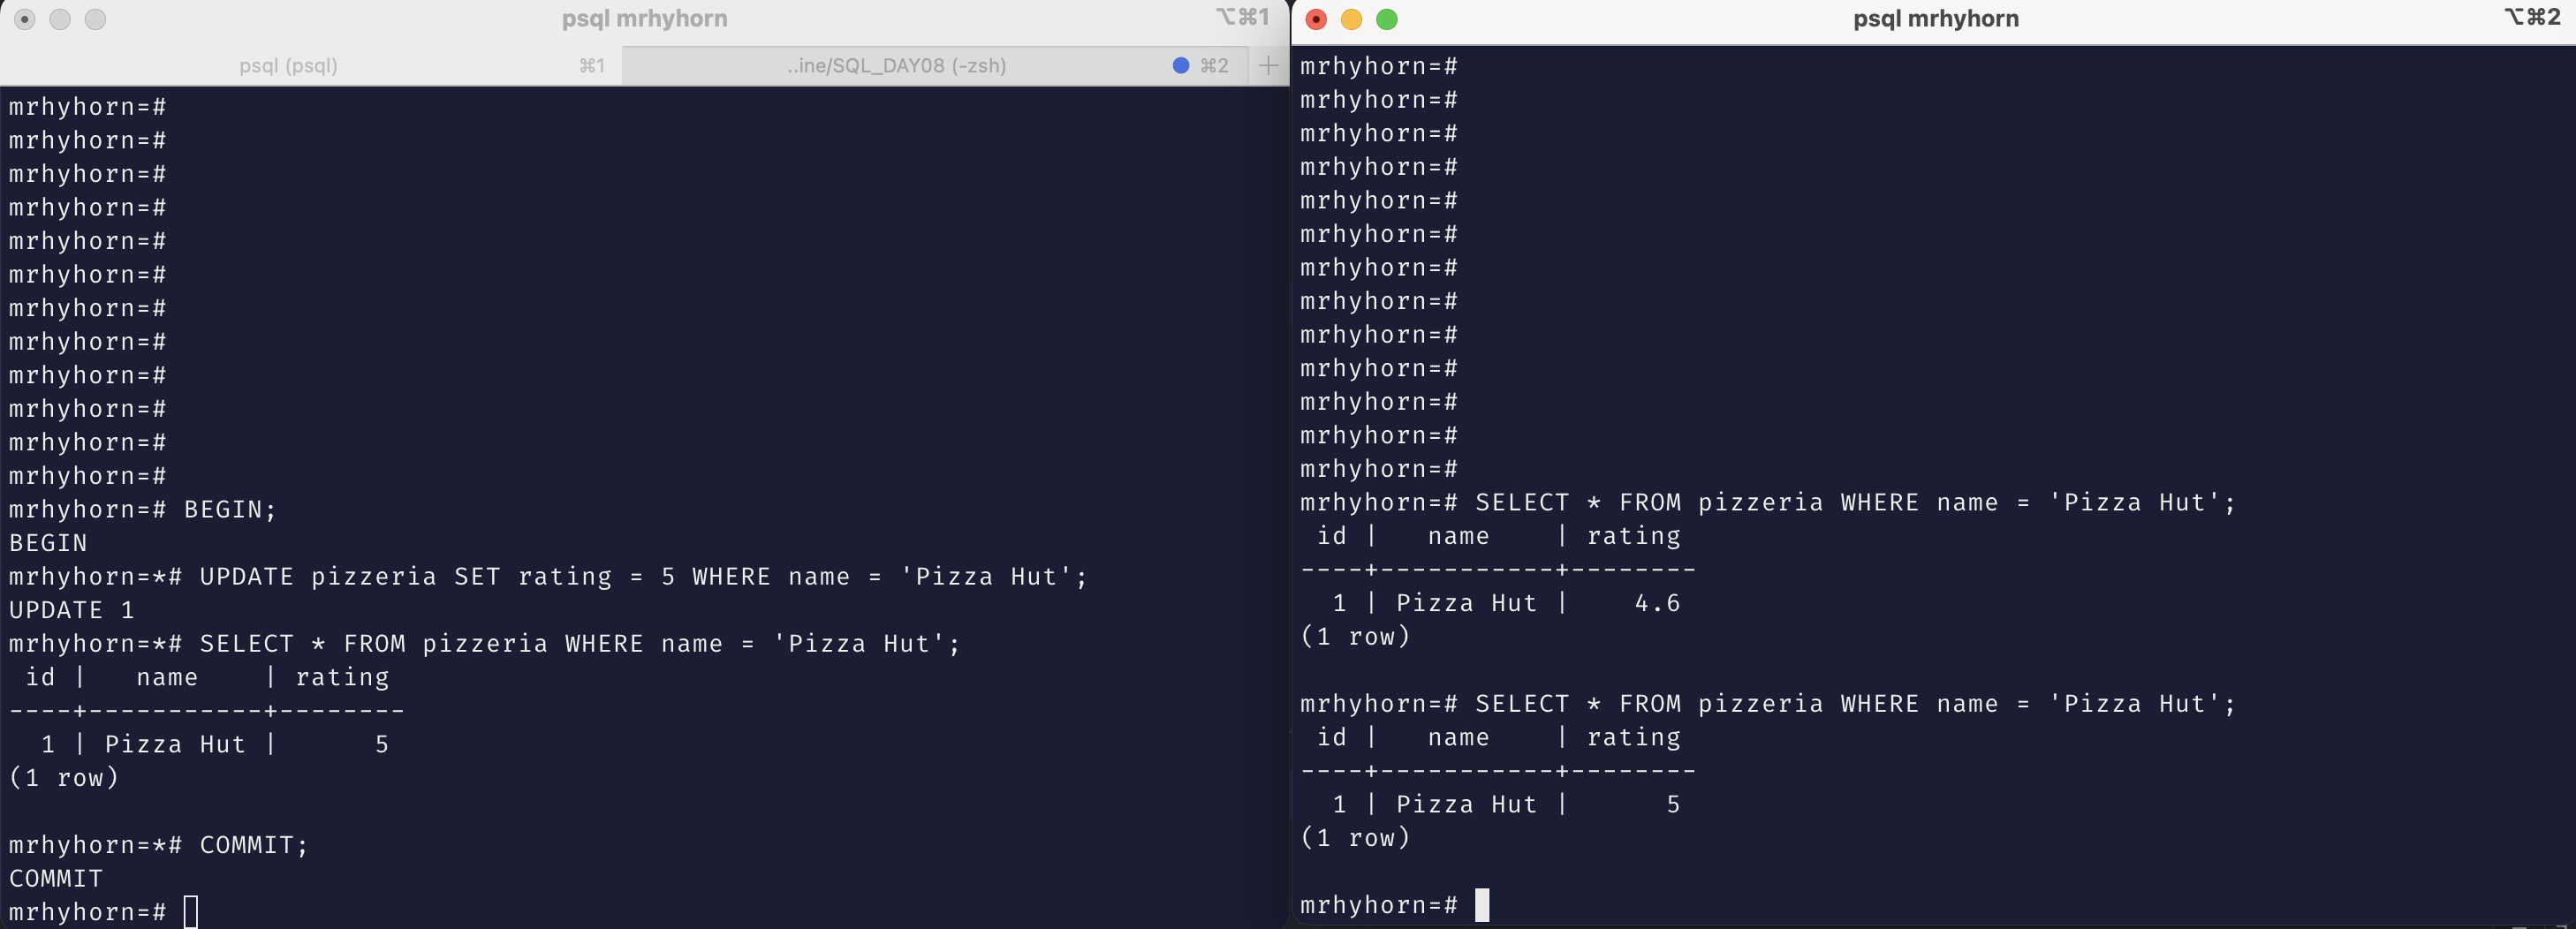 psql mrhyhorn ⌥⌘1
psql (psql) ⌘1 ..ine/SQL_DAY08 (-zsh) ⌘2 +
mrhyhorn=#
mrhyhorn=#
mrhyhorn=#
mrhyhorn=#
mrhyhorn=#
mrhyhorn=#
mrhyhorn=#
mrhyhorn=#
mrhyhorn=#
mrhyhorn=#
mrhyhorn=#
mrhyhorn=#
mrhyhorn=# BEGIN;
BEGIN
mrhyhorn=*# UPDATE pizzeria SET rating = 5 WHERE name = 'Pizza Hut';
UPDATE 1
mrhyhorn=*# SELECT * FROM pizzeria WHERE name = 'Pizza Hut';
 id |   name    | rating
----+-----------+--------
  1 | Pizza Hut |      5
(1 row)
mrhyhorn=*# COMMIT;
COMMIT
mrhyhorn=#
psql mrhyhorn ⌥⌘2
mrhyhorn=#
mrhyhorn=#
mrhyhorn=#
mrhyhorn=#
mrhyhorn=#
mrhyhorn=#
mrhyhorn=#
mrhyhorn=#
mrhyhorn=#
mrhyhorn=#
mrhyhorn=#
mrhyhorn=#
mrhyhorn=#
mrhyhorn=# SELECT * FROM pizzeria WHERE name = 'Pizza Hut';
 id |   name    | rating
----+-----------+--------
  1 | Pizza Hut |    4.6
(1 row)
mrhyhorn=# SELECT * FROM pizzeria WHERE name = 'Pizza Hut';
 id |   name    | rating
----+-----------+--------
  1 | Pizza Hut |      5
(1 row)
mrhyhorn=#